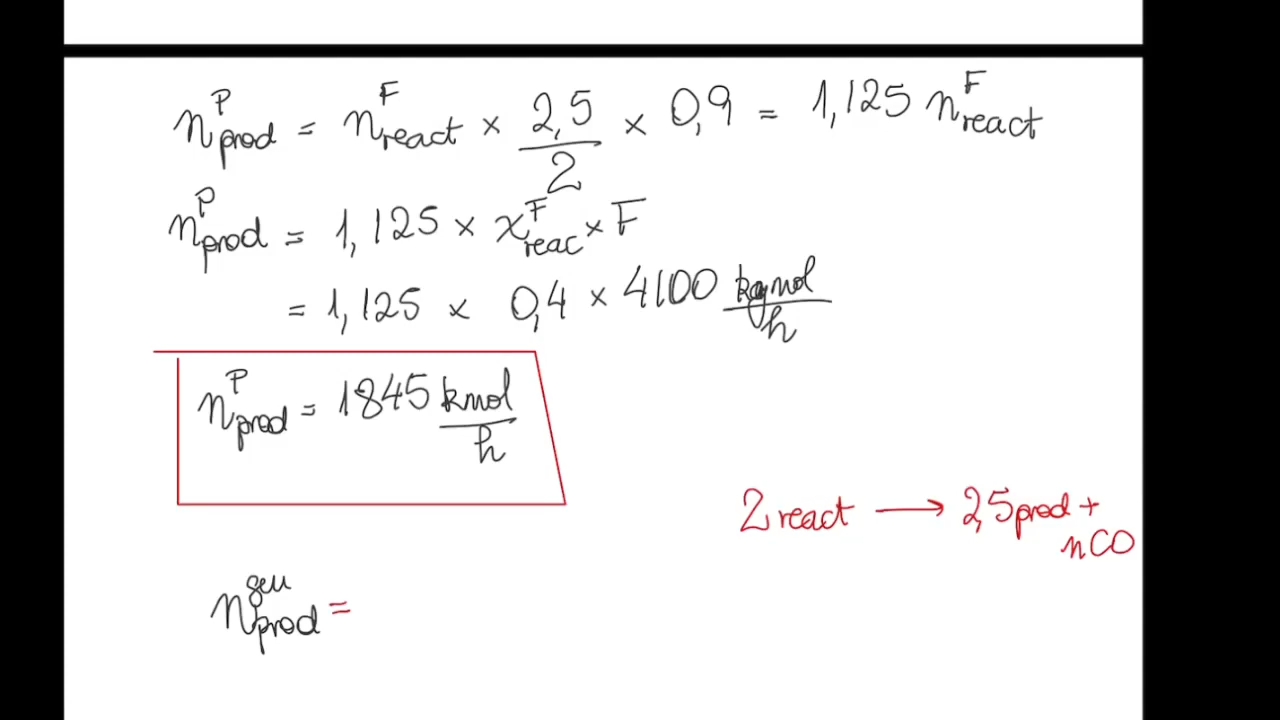 n^P_prod = n^F_react × 2,5/2 × 0,9 = 1,125 n^F_react
n^P_prod = 1,125 × x^F_reac × F
= 1,125 × 0,4 × 4100 kgmol/h
n^P_prod = 1845 kmol/h
2 react → 2,5 prod +
nCO
n^gen_prod =